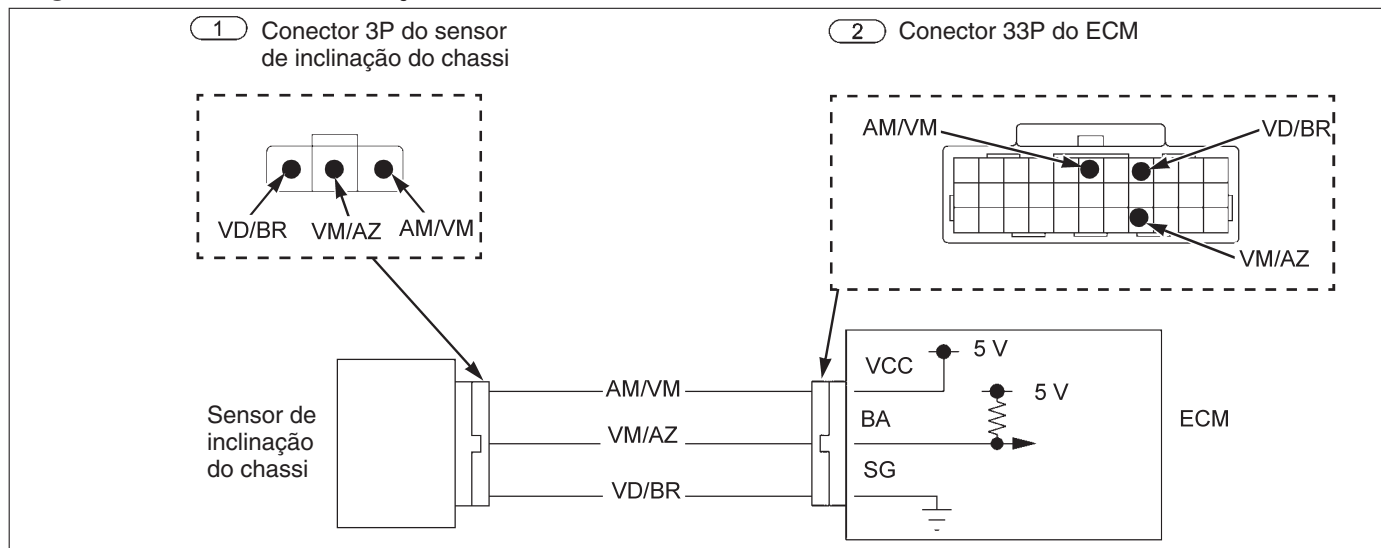 1 Conector 3P do sensor
de inclinação do chassi
2 Conector 33P do ECM
VD/BR VM/AZ AM/VM
AM/VM
VD/BR
VM/AZ
Sensor de
inclinação
do chassi
AM/VM
VM/AZ
VD/BR
VCC
5 V
BA
5 V
SG
ECM